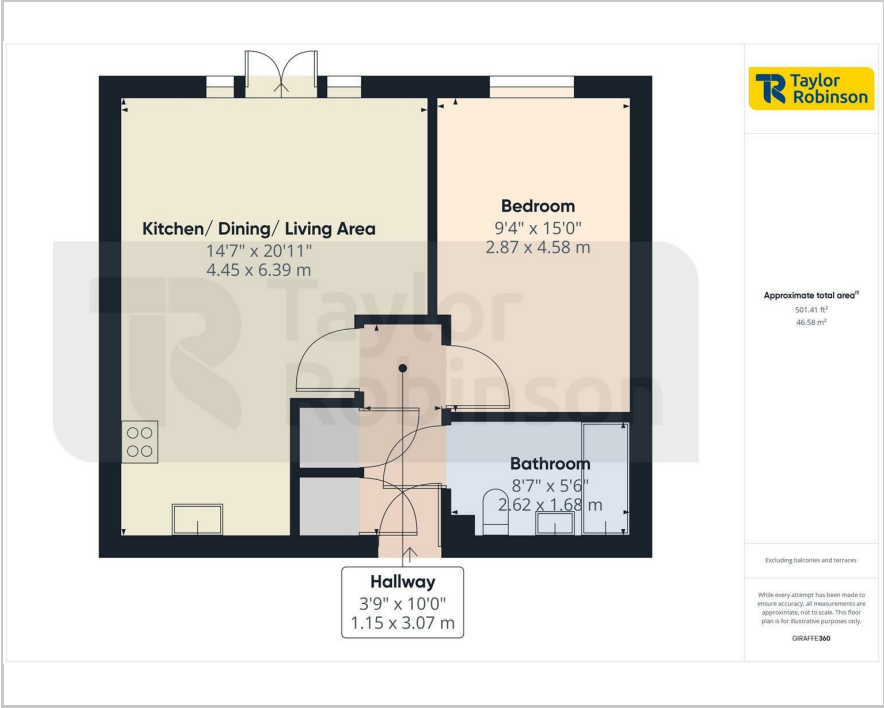 Kitchen/ Dining/ Living Area
14'7" x 20'11"
4.45 x 6.39 m
Bedroom
9'4" x 15'0"
2.87 x 4.58 m
Bathroom
8'7" x 5'6"
2.62 x 1.68 m
Hallway
3'9" x 10'0"
1.15 x 3.07 m
Taylor
Robinson
Taylor
Robinson
Approximate total area⁽¹⁾
501.41 ft²
46.58 m²
Excluding balconies and terraces
While every attempt has been made to
ensure accuracy, all measurements are
approximate, not to scale. This floor
plan is for illustrative purposes only.
GIRAFFE360